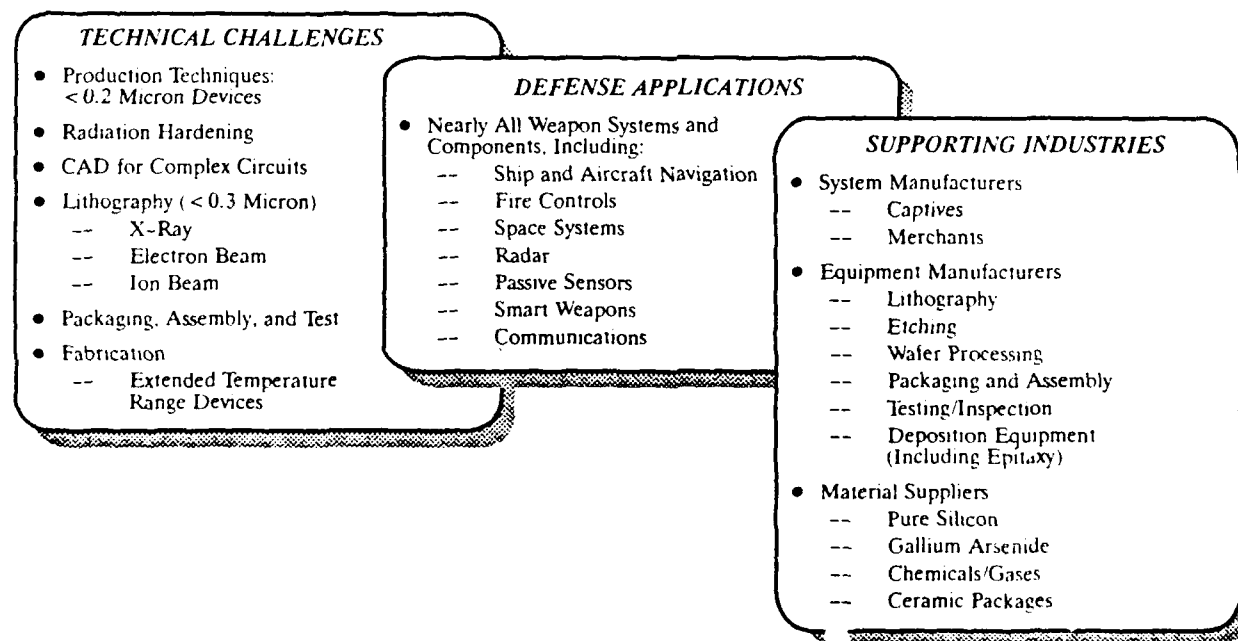 TECHNICAL CHALLENGES
• Production Techniques:
< 0.2 Micron Devices
• Radiation Hardening
• CAD for Complex Circuits
• Lithography ( < 0.3 Micron)
-- X-Ray
-- Electron Beam
-- Ion Beam
• Packaging, Assembly, and Test
• Fabrication
-- Extended Temperature
Range Devices
DEFENSE APPLICATIONS
• Nearly All Weapon Systems and
Components, Including:
-- Ship and Aircraft Navigation
-- Fire Controls
-- Space Systems
-- Radar
-- Passive Sensors
-- Smart Weapons
-- Communications
SUPPORTING INDUSTRIES
• System Manufacturers
-- Captives
-- Merchants
• Equipment Manufacturers
-- Lithography
-- Etching
-- Wafer Processing
-- Packaging and Assembly
-- Testing/Inspection
-- Deposition Equipment
(Including Epitaxy)
• Material Suppliers
-- Pure Silicon
-- Gallium Arsenide
-- Chemicals/Gases
-- Ceramic Packages